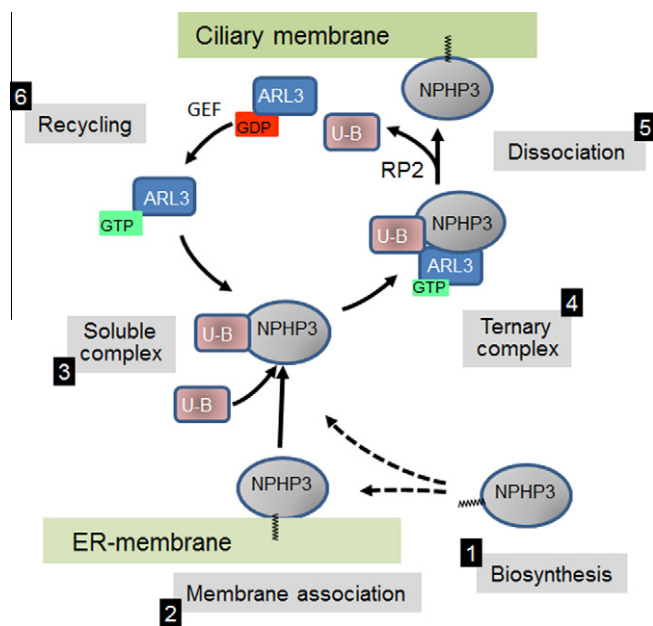 Ciliary membrane
6
Recycling
GEF
ARL3
GDP
U-B
NPHP3
RP2
5
Dissociation
ARL3
GTP
U-B
NPHP3
ARL3
GTP
4
Ternary
complex
Soluble
complex
3
U-B
NPHP3
U-B
NPHP3
ER-membrane
NPHP3
1
Biosynthesis
2
Membrane association